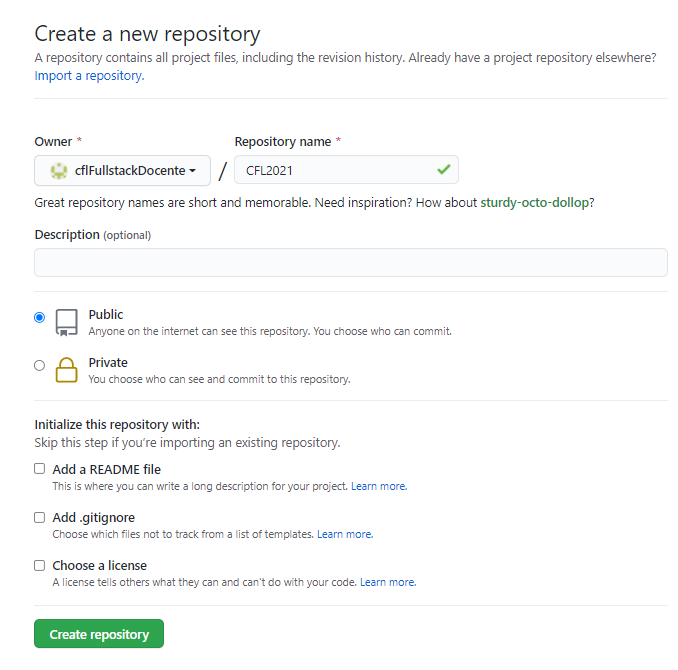 Create a new repository
A repository contains all project files, including the revision history. Already have a project repository elsewhere?
Import a repository.
Owner * Repository name *
cflFullstackDocente / CFL2021
Great repository names are short and memorable. Need inspiration? How about sturdy-octo-dollop?
Description (optional)
Public
Anyone on the internet can see this repository. You choose who can commit.
Private
You choose who can see and commit to this repository.
Initialize this repository with:
Skip this step if you're importing an existing repository.
Add a README file
This is where you can write a long description for your project. Learn more.
Add .gitignore
Choose which files not to track from a list of templates. Learn more.
Choose a license
A license tells others what they can and can't do with your code. Learn more.
Create repository